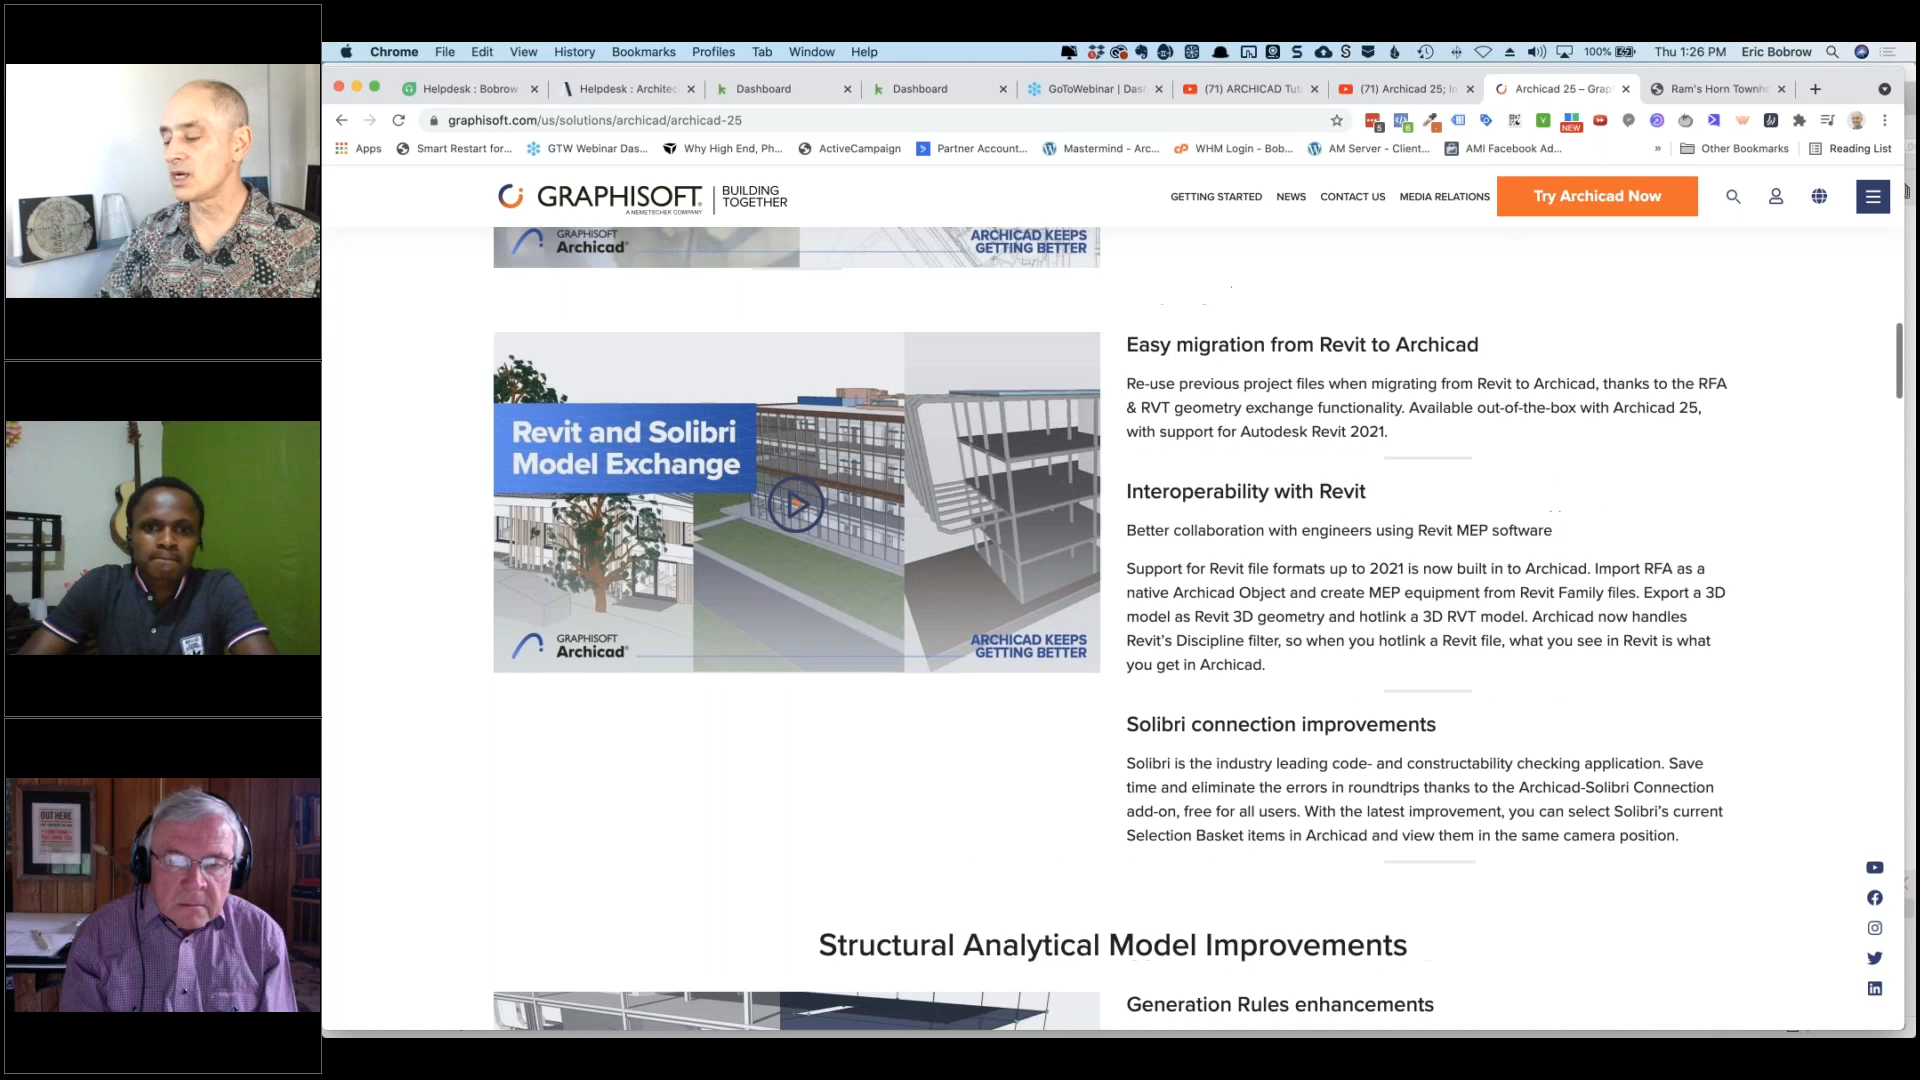 Chrome File Edit View History Bookmarks Profiles Tab Window Help
100% Thu 1:26 PM Eric Bobrow
Helpdesk : Bobrow
Helpdesk : Architec
Dashboard
Dashboard
GoToWebinar | Das
(71) ARCHICAD Tut
(71) Archicad 25; In
Archicad 25 – Grap
Ram's Horn Townh
graphisoft.com/us/solutions/archicad/archicad-25
5
6
NEW
Apps
Smart Restart for...
GTW Webinar Das...
Why High End, Ph...
ActiveCampaign
Partner Account...
Mastermind - Arc...
WHM Login - Bob...
AM Server - Client...
AMI Facebook Ad...
»
Other Bookmarks
Reading List
GRAPHISOFT
A NEMETSCHEK COMPANY
BUILDING
TOGETHER
GETTING STARTED NEWS CONTACT US MEDIA RELATIONS
Try Archicad Now
GRAPHISOFT
Archicad
ARCHICAD KEEPS
GETTING BETTER
Revit and Solibri
Model Exchange
GRAPHISOFT
Archicad
ARCHICAD KEEPS
GETTING BETTER
Easy migration from Revit to Archicad
Re-use previous project files when migrating from Revit to Archicad, thanks to the RFA
& RVT geometry exchange functionality. Available out-of-the-box with Archicad 25,
with support for Autodesk Revit 2021.
Interoperability with Revit
Better collaboration with engineers using Revit MEP software
Support for Revit file formats up to 2021 is now built in to Archicad. Import RFA as a
native Archicad Object and create MEP equipment from Revit Family files. Export a 3D
model as Revit 3D geometry and hotlink a 3D RVT model. Archicad now handles
Revit's Discipline filter, so when you hotlink a Revit file, what you see in Revit is what
you get in Archicad.
Solibri connection improvements
Solibri is the industry leading code- and constructability checking application. Save
time and eliminate the errors in roundtrips thanks to the Archicad-Solibri Connection
add-on, free for all users. With the latest improvement, you can select Solibri's current
Selection Basket items in Archicad and view them in the same camera position.
Structural Analytical Model Improvements
Generation Rules enhancements
OUT HERE